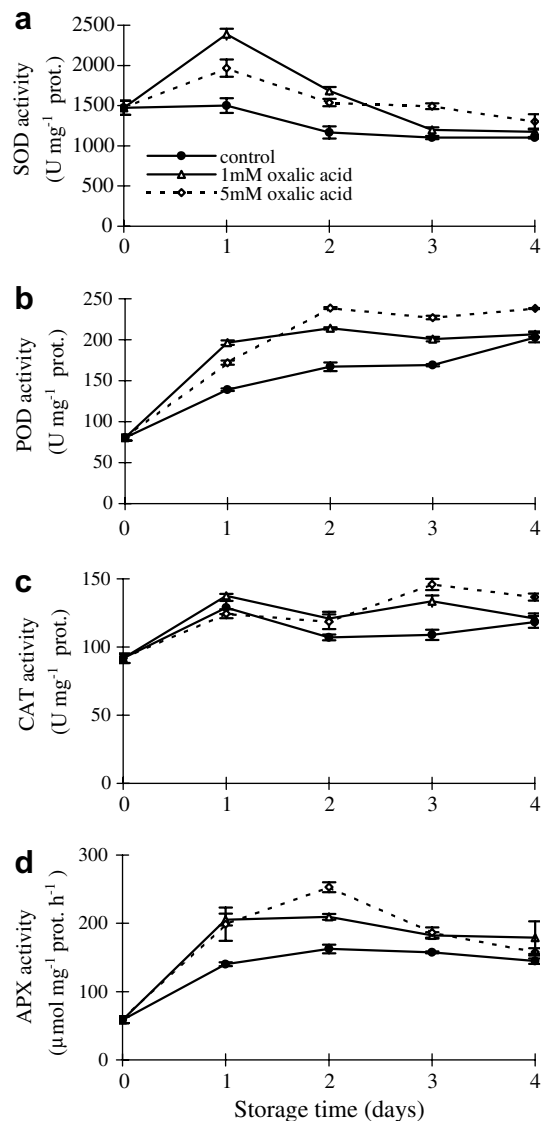 a
2500
2000
1500
1000
500
0
SOD activity
(U mg⁻¹ prot.)
control
1mM oxalic acid
5mM oxalic acid
0 1 2 3 4
b
250
200
150
100
50
0
POD activity
(U mg⁻¹ prot.)
0 1 2 3 4
c
150
100
50
0
CAT activity
(U mg⁻¹ prot.)
0 1 2 3 4
d
300
200
100
0
APX activity
(μmol mg⁻¹ prot. h⁻¹)
0 1 2 3 4
Storage time (days)